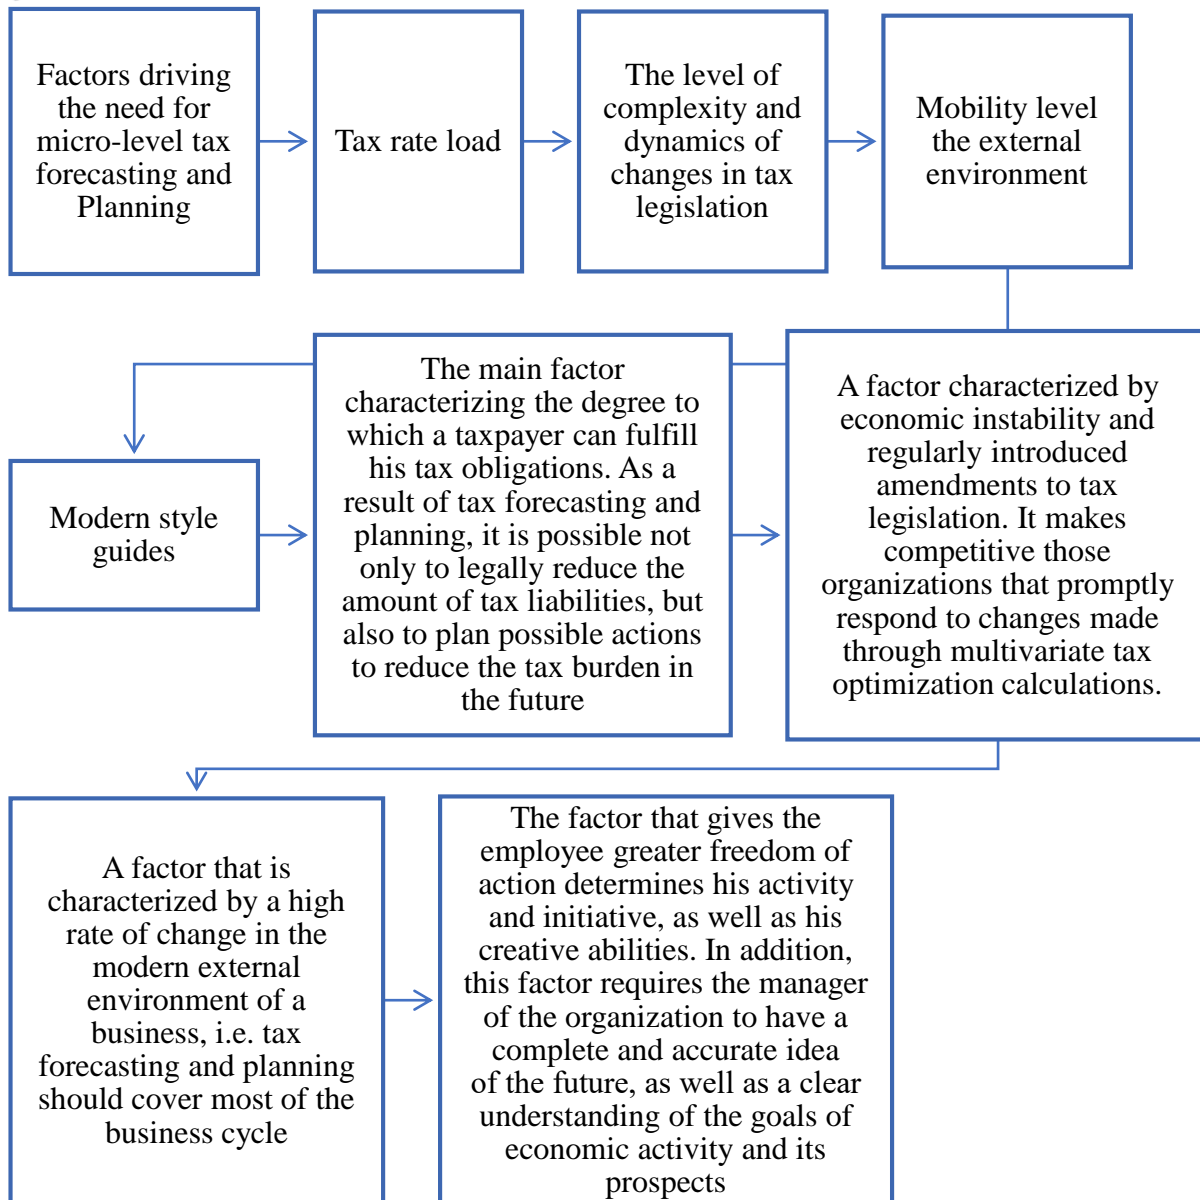 Factors driving
the need for
micro-level tax
forecasting and
Planning
Tax rate load
The level of
complexity and
dynamics of
changes in tax
legislation
Mobility level
the external
environment
Modern style
guides
The main factor
characterizing the degree to
which a taxpayer can fulfill
his tax obligations. As a
result of tax forecasting and
planning, it is possible not
only to legally reduce the
amount of tax liabilities, but
also to plan possible actions
to reduce the tax burden in
the future
A factor characterized by
economic instability and
regularly introduced
amendments to tax
legislation. It makes
competitive those
organizations that promptly
respond to changes made
through multivariate tax
optimization calculations.
A factor that is
characterized by a high
rate of change in the
modern external
environment of a
business, i.e. tax
forecasting and planning
should cover most of the
business cycle
The factor that gives the
employee greater freedom of
action determines his activity
and initiative, as well as his
creative abilities. In addition,
this factor requires the manager
of the organization to have a
complete and accurate idea
of the future, as well as a clear
understanding of the goals of
economic activity and its
prospects